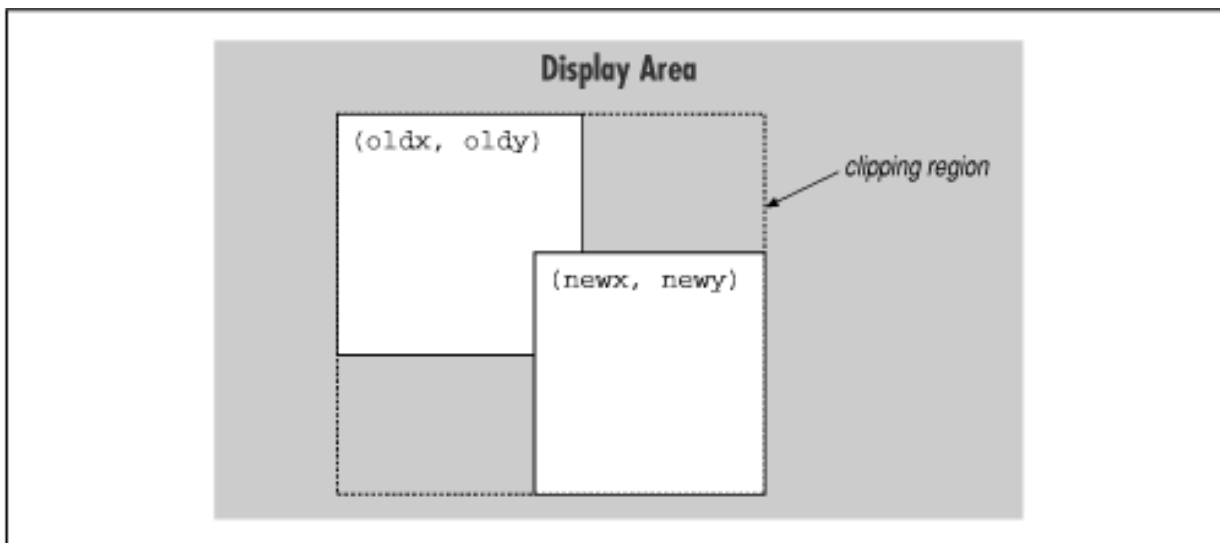 Display Area
(oldx, oldy)
clipping region
(newx, newy)